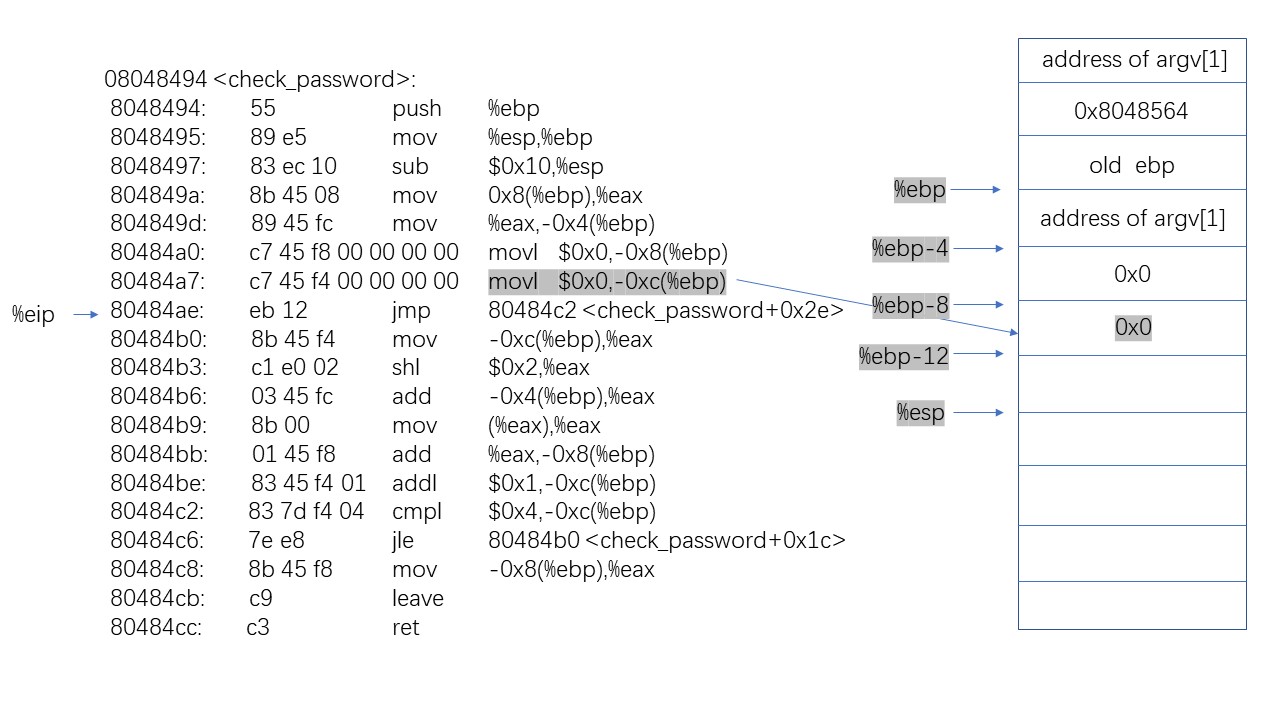 08048494 <check_password>:
8048494: 55 push %ebp
8048495: 89 e5 mov %esp,%ebp
8048497: 83 ec 10 sub $0x10,%esp
804849a: 8b 45 08 mov 0x8(%ebp),%eax
804849d: 89 45 fc mov %eax,-0x4(%ebp)
80484a0: c7 45 f8 00 00 00 00 movl $0x0,-0x8(%ebp)
80484a7: c7 45 f4 00 00 00 00 movl $0x0,-0xc(%ebp)
%eip
80484ae: eb 12 jmp 80484c2 <check_password+0x2e>
80484b0: 8b 45 f4 mov -0xc(%ebp),%eax
80484b3: c1 e0 02 shl $0x2,%eax
80484b6: 03 45 fc add -0x4(%ebp),%eax
80484b9: 8b 00 mov (%eax),%eax
80484bb: 01 45 f8 add %eax,-0x8(%ebp)
80484be: 83 45 f4 01 addl $0x1,-0xc(%ebp)
80484c2: 83 7d f4 04 cmpl $0x4,-0xc(%ebp)
80484c6: 7e e8 jle 80484b0 <check_password+0x1c>
80484c8: 8b 45 f8 mov -0x8(%ebp),%eax
80484cb: c9 leave
80484cc: c3 ret
%ebp
%ebp-4
%ebp-8
%ebp-12
%esp
address of argv[1]
0x8048564
old ebp
address of argv[1]
0x0
0x0